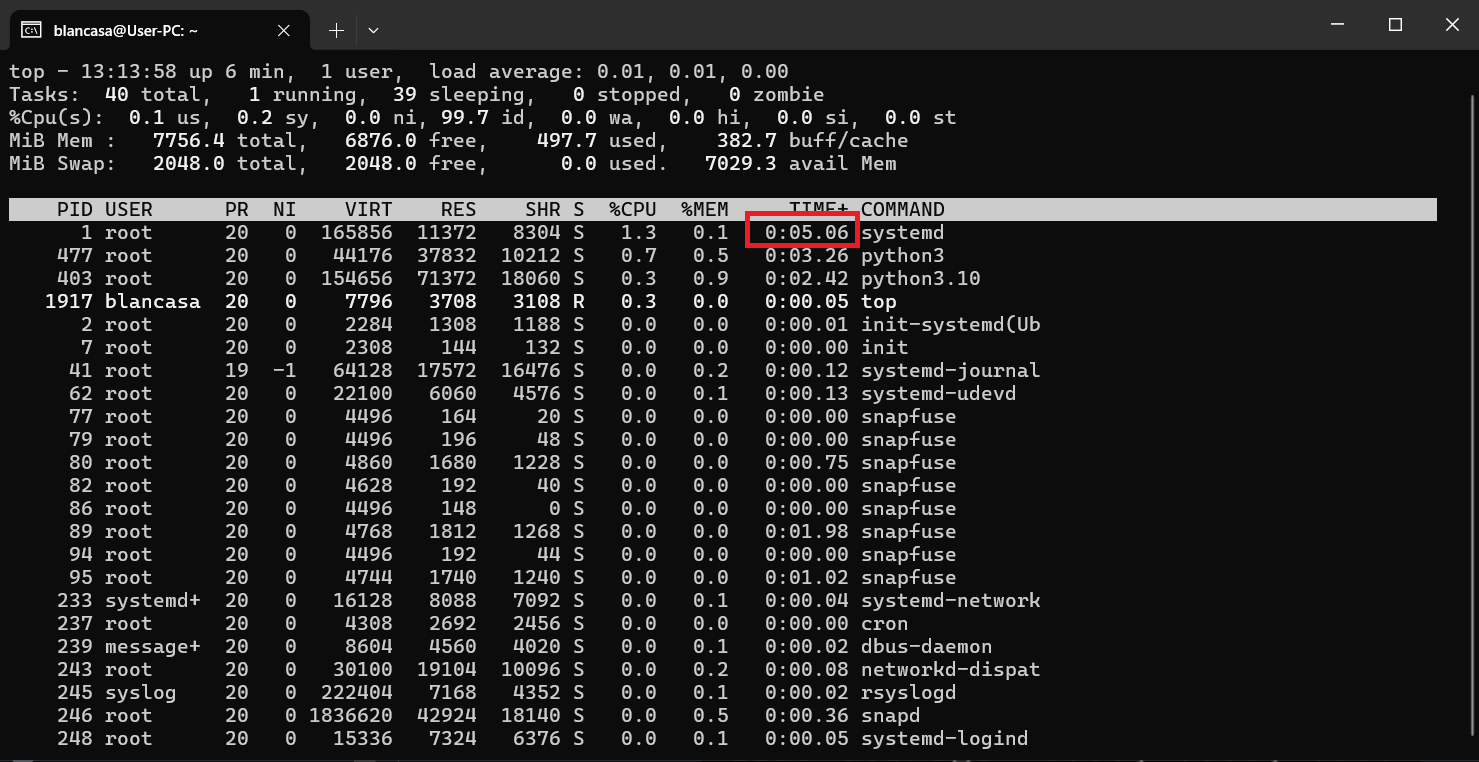 blancasa@User-PC: ~
top - 13:13:58 up 6 min,  1 user,  load average: 0.01, 0.01, 0.00
Tasks:  40 total,   1 running,  39 sleeping,   0 stopped,   0 zombie
%Cpu(s):  0.1 us,  0.2 sy,  0.0 ni, 99.7 id,  0.0 wa,  0.0 hi,  0.0 si,  0.0 st
MiB Mem :   7756.4 total,   6876.0 free,    497.7 used,    382.7 buff/cache
MiB Swap:   2048.0 total,   2048.0 free,      0.0 used.   7029.3 avail Mem
PID USER      PR  NI    VIRT    RES    SHR S  %CPU  %MEM     TIME+ COMMAND
1 root      20   0  165856  11372   8304 S   1.3   0.1   0:05.06 systemd
477 root      20   0   44176  37832  10212 S   0.7   0.5   0:03.26 python3
403 root      20   0  154656  71372  18060 S   0.3   0.9   0:02.42 python3.10
1917 blancasa  20   0    7796   3708   3108 R   0.3   0.0   0:00.05 top
2 root      20   0    2284   1308   1188 S   0.0   0.0   0:00.01 init-systemd(Ub
7 root      20   0    2308    144    132 S   0.0   0.0   0:00.00 init
41 root      19  -1   64128  17572  16476 S   0.0   0.2   0:00.12 systemd-journal
62 root      20   0   22100   6060   4576 S   0.0   0.1   0:00.13 systemd-udevd
77 root      20   0    4496    164     20 S   0.0   0.0   0:00.00 snapfuse
79 root      20   0    4496    196     48 S   0.0   0.0   0:00.00 snapfuse
80 root      20   0    4860   1680   1228 S   0.0   0.0   0:00.75 snapfuse
82 root      20   0    4628    192     40 S   0.0   0.0   0:00.00 snapfuse
86 root      20   0    4496    148      0 S   0.0   0.0   0:00.00 snapfuse
89 root      20   0    4768   1812   1268 S   0.0   0.0   0:01.98 snapfuse
94 root      20   0    4496    192     44 S   0.0   0.0   0:00.00 snapfuse
95 root      20   0    4744   1740   1240 S   0.0   0.0   0:01.02 snapfuse
233 systemd+  20   0   16128   8088   7092 S   0.0   0.1   0:00.04 systemd-network
237 root      20   0    4308   2692   2456 S   0.0   0.0   0:00.00 cron
239 message+  20   0    8604   4560   4020 S   0.0   0.1   0:00.02 dbus-daemon
243 root      20   0   30100  19104  10096 S   0.0   0.2   0:00.08 networkd-dispat
245 syslog    20   0  222404   7168   4352 S   0.0   0.1   0:00.02 rsyslogd
246 root      20   0 1836620  42924  18140 S   0.0   0.5   0:00.36 snapd
248 root      20   0   15336   7324   6376 S   0.0   0.1   0:00.05 systemd-logind